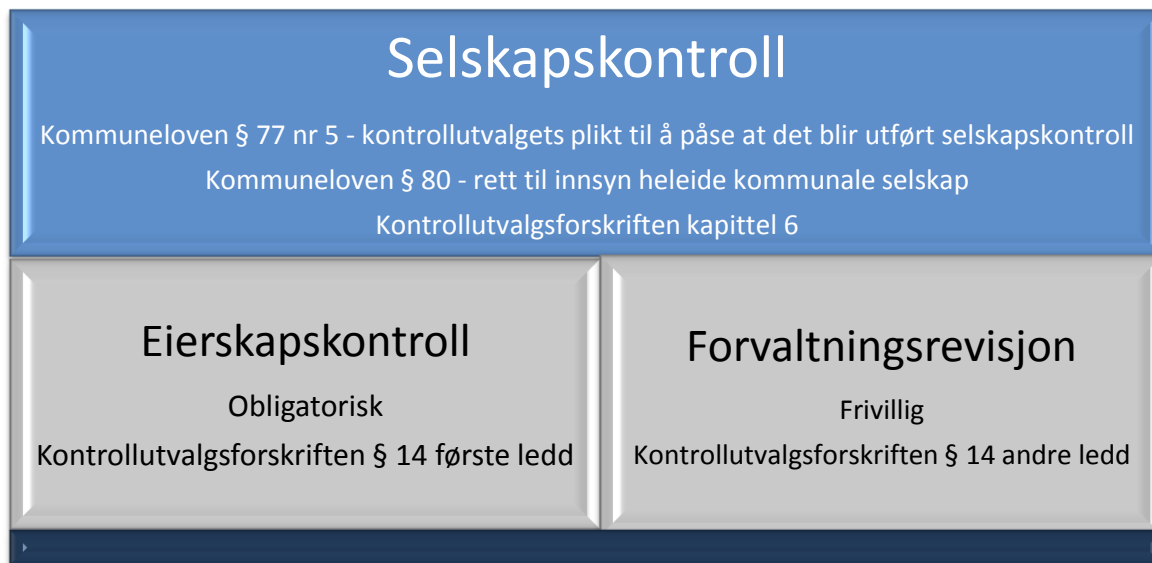 Selskapskontroll
Kommuneloven § 77 nr 5 - kontrollutvalgets plikt til å påse at det blir utført selskapskontroll
Kommuneloven § 80 - rett til innsyn heleide kommunale selskap
Kontrollutvalgsforskriften kapittel 6
Eierskapskontroll
Obligatorisk
Kontrollutvalgsforskriften § 14 første ledd
Forvaltningsrevisjon
Frivillig
Kontrollutvalgsforskriften § 14 andre ledd